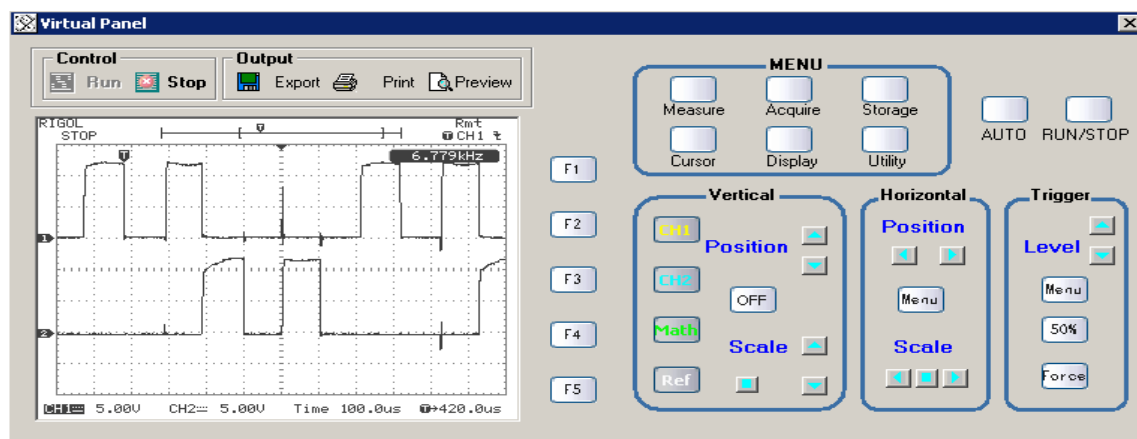 Virtual Panel
Control
Run Stop
Output
Export Print Preview
RIGOL
STOP
Rmt
CH1
6.779kHz
T
1
2
CH1 5.00V CH2 5.00V Time 100.0us T→420.0us
F1
F2
F3
F4
F5
MENU
Measure Acquire Storage
Cursor Display Utility
AUTO RUN/STOP
Vertical
CH1
Position
CH2
OFF
Math
Scale
Ref
Horizontal
Position
Menu
Scale
Trigger
Level
Menu
50%
Force